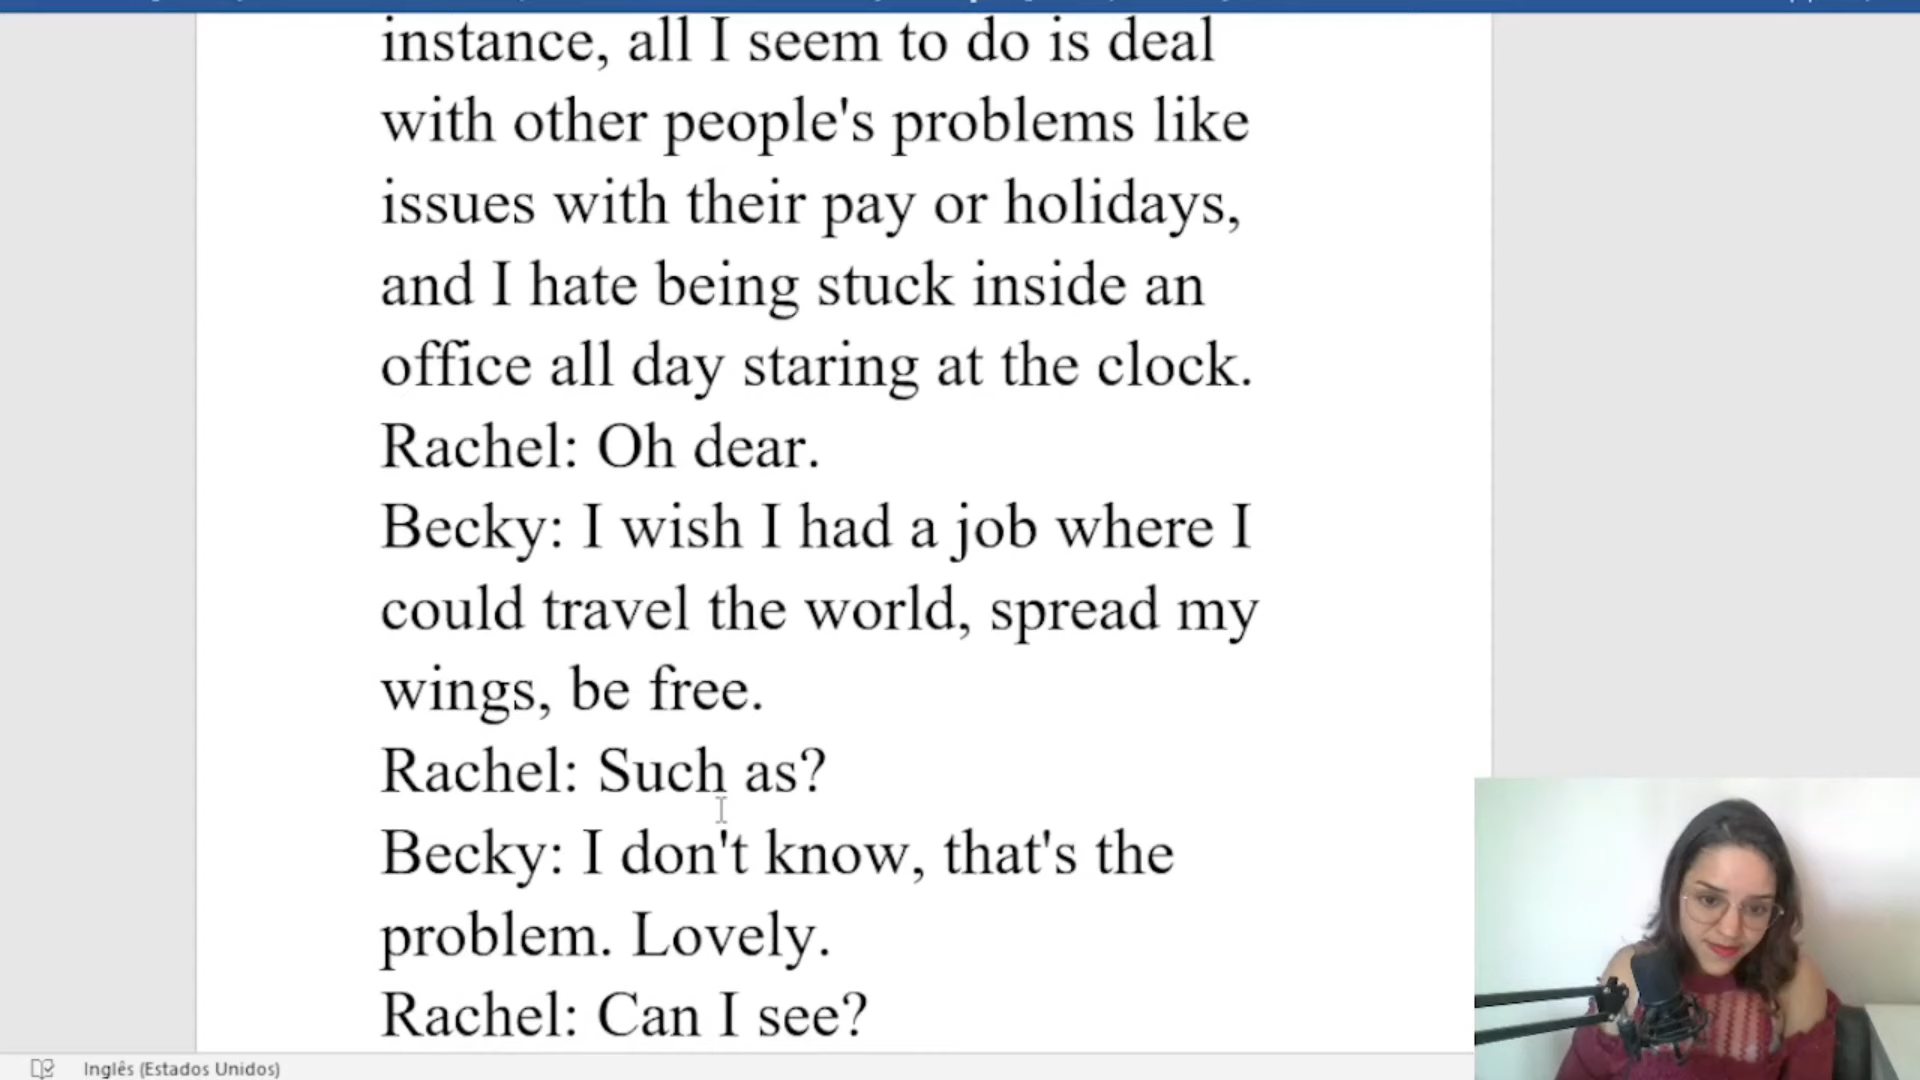 instance, all I seem to do is deal
with other people's problems like
issues with their pay or holidays,
and I hate being stuck inside an
office all day staring at the clock.
Rachel: Oh dear.
Becky: I wish I had a job where I
could travel the world, spread my
wings, be free.
Rachel: Such as?
Becky: I don't know, that's the
problem. Lovely.
Rachel: Can I see?
Inglês (Estados Unidos)